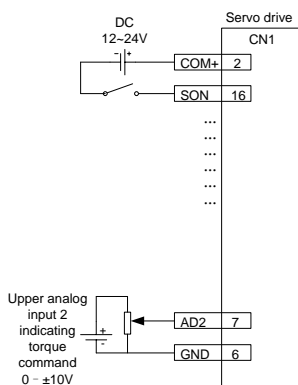 DC
12~24V
Servo drive
CN1
- +
COM+ 2
SON 16
...
...
...
...
...
...
Upper analog
input 2
indicating
torque
command
0 - ±10V
+
-
AD2 7
GND 6